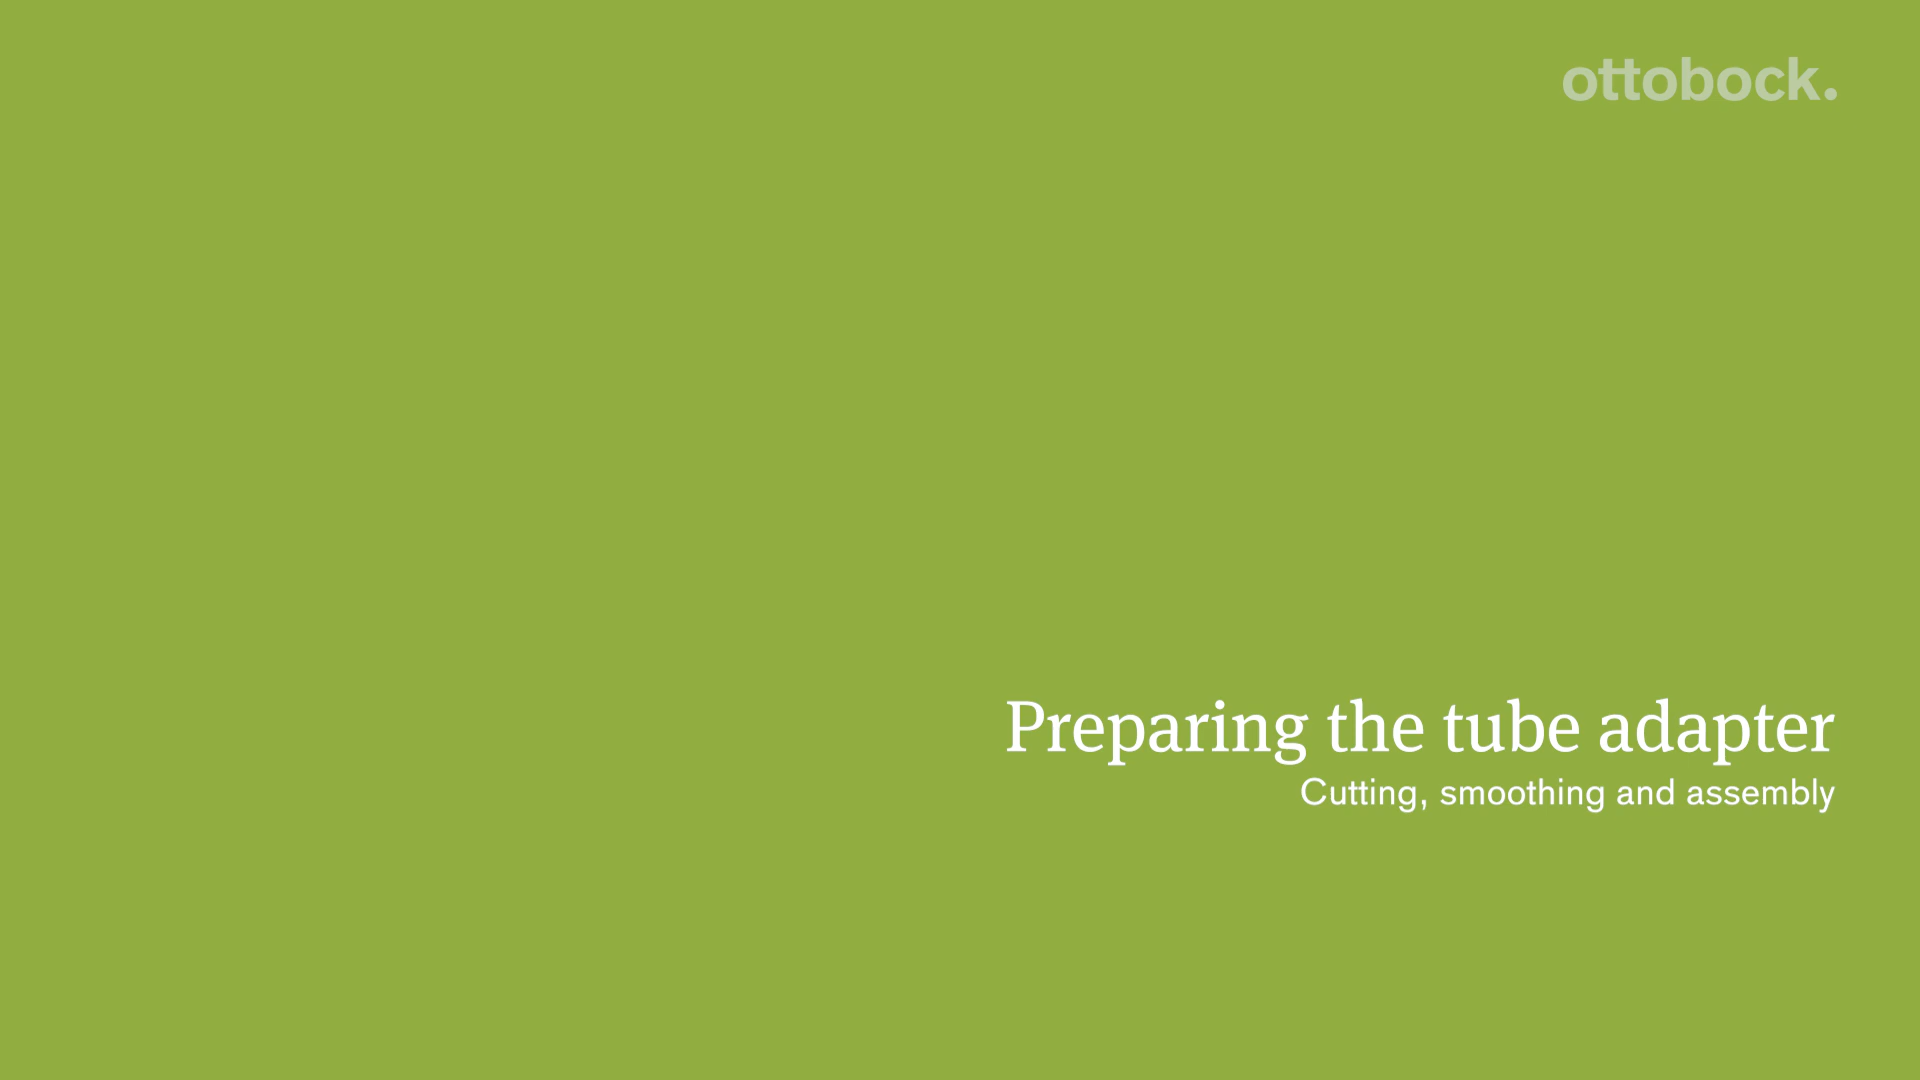 ottobock.
Preparing the tube adapter
Cutting, smoothing and assembly